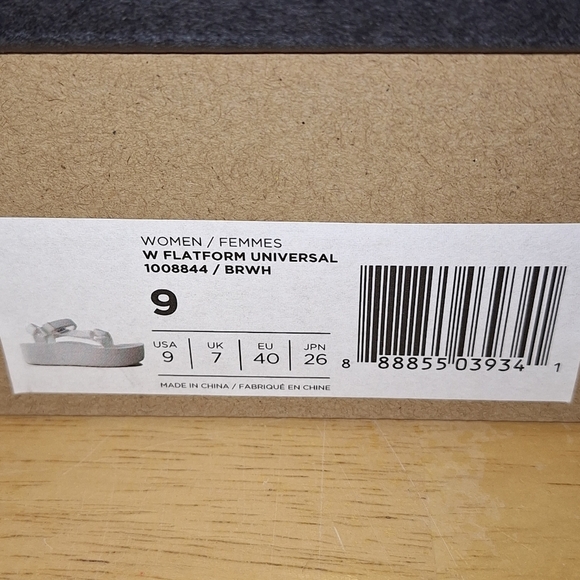 WOMEN / FEMMES
W FLATFORM UNIVERSAL
1008844 / BRWH
9
USA UK EU JPN
9 7 40 26
MADE IN CHINA / FABRIQUÉ EN CHINE
8 88855 03934 1